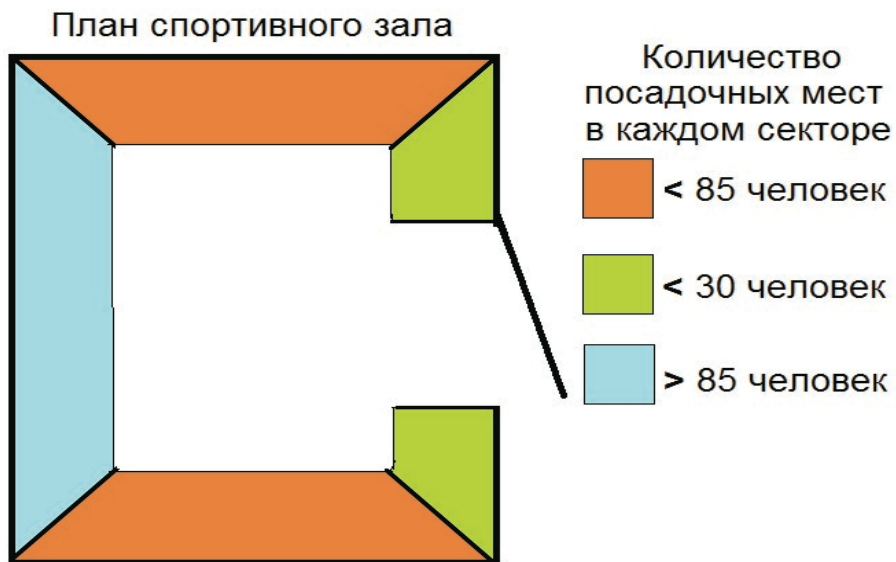 План спортивного зала
Количество
посадочных мест
в каждом секторе
< 85 человек
< 30 человек
> 85 человек